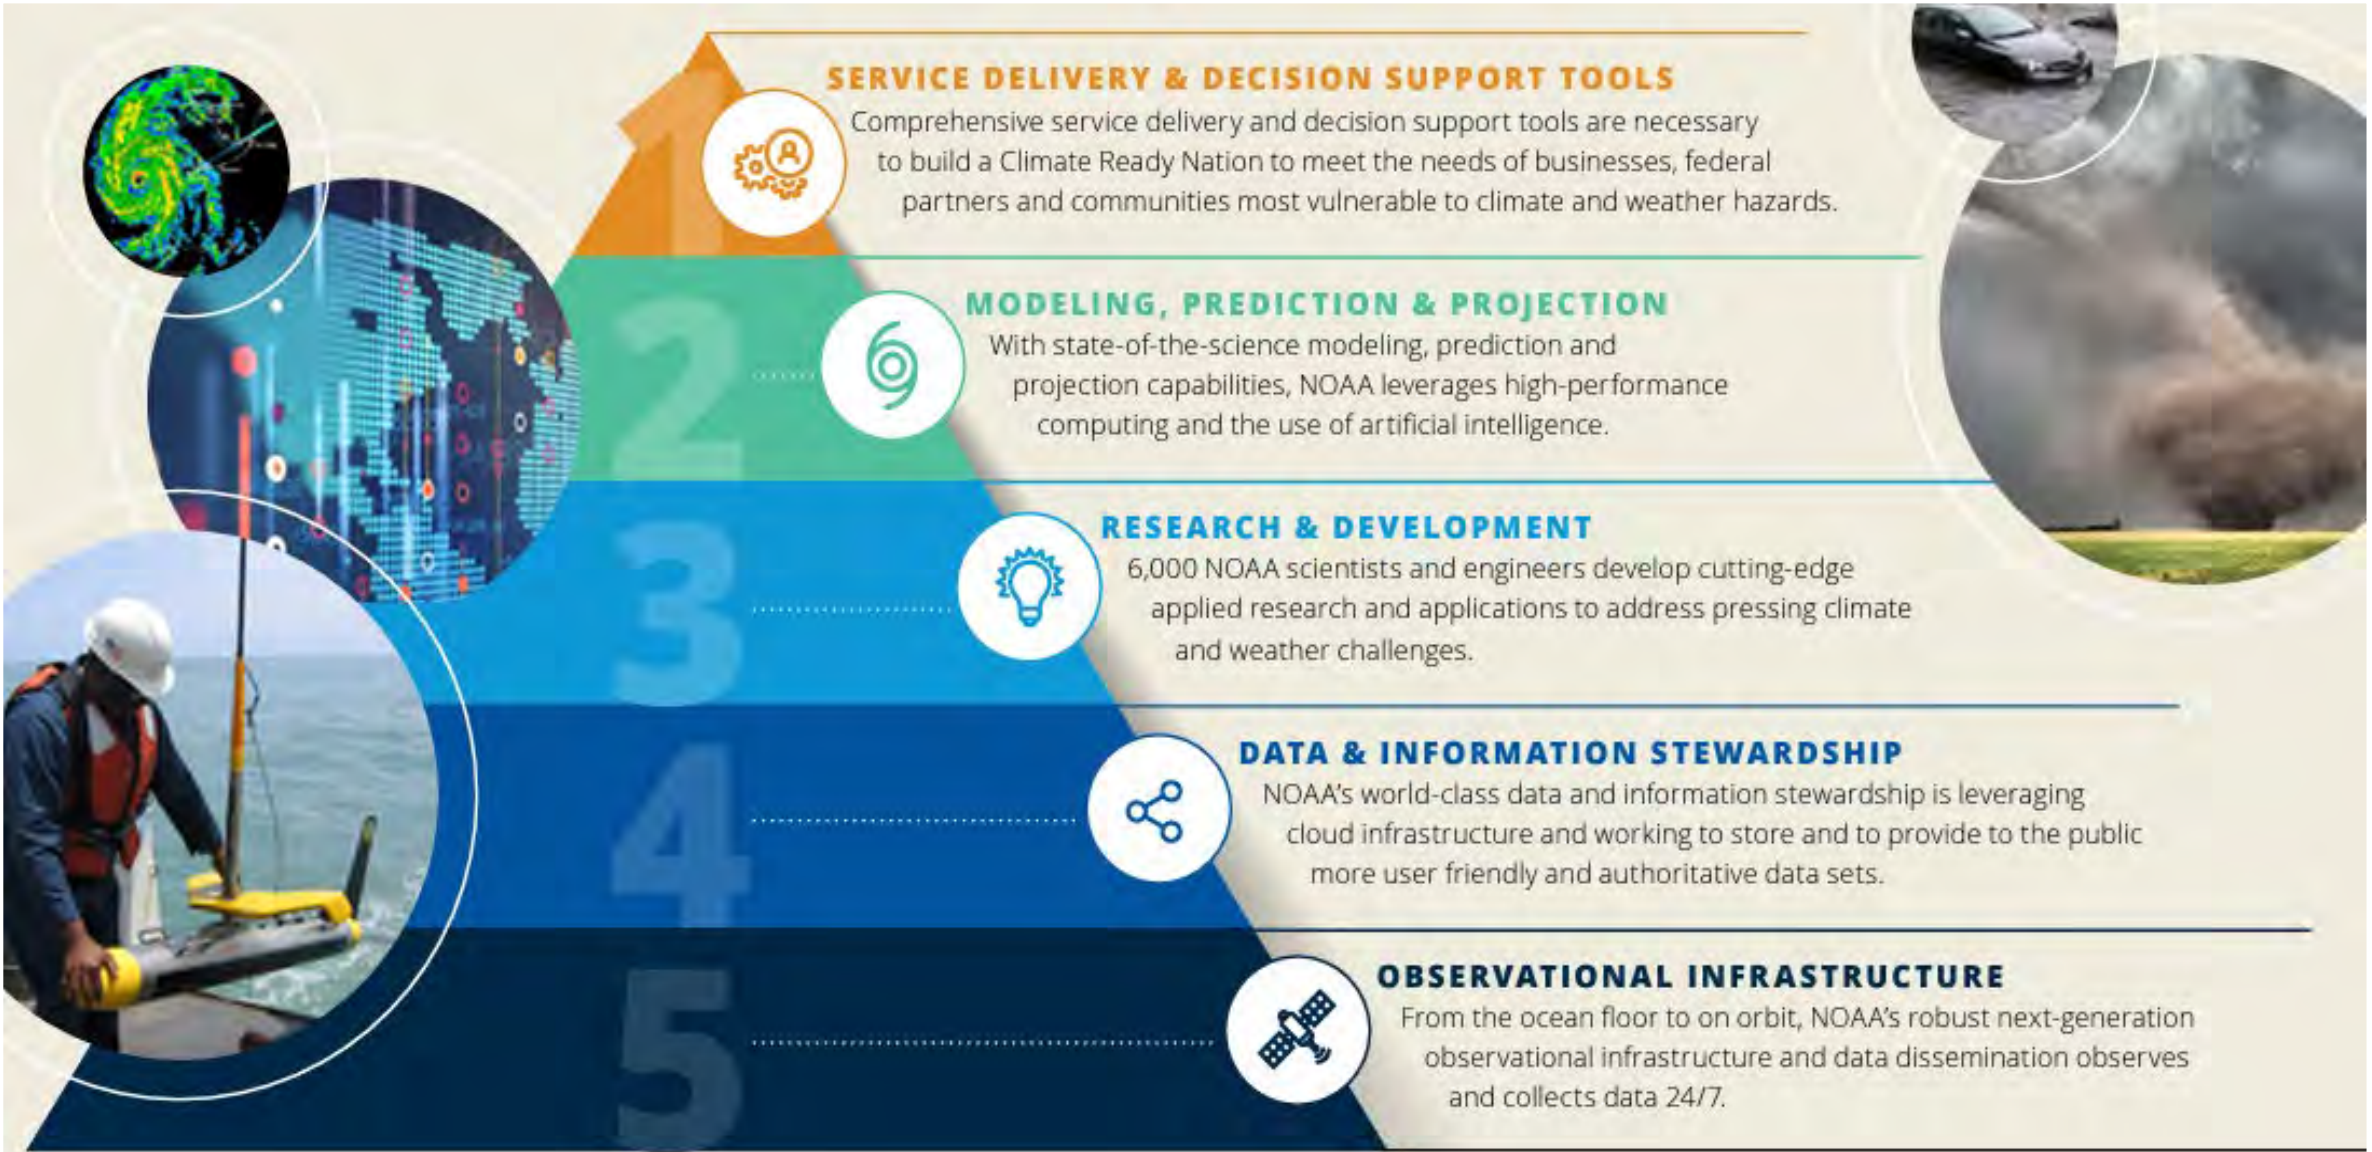 1
SERVICE DELIVERY & DECISION SUPPORT TOOLS
Comprehensive service delivery and decision support tools are necessary
to build a Climate Ready Nation to meet the needs of businesses, federal
partners and communities most vulnerable to climate and weather hazards.
2
MODELING, PREDICTION & PROJECTION
With state-of-the-science modeling, prediction and
projection capabilities, NOAA leverages high-performance
computing and the use of artificial intelligence.
3
RESEARCH & DEVELOPMENT
6,000 NOAA scientists and engineers develop cutting-edge
applied research and applications to address pressing climate
and weather challenges.
4
DATA & INFORMATION STEWARDSHIP
NOAA's world-class data and information stewardship is leveraging
cloud infrastructure and working to store and to provide to the public
more user friendly and authoritative data sets.
5
OBSERVATIONAL INFRASTRUCTURE
From the ocean floor to on orbit, NOAA's robust next-generation
observational infrastructure and data dissemination observes
and collects data 24/7.